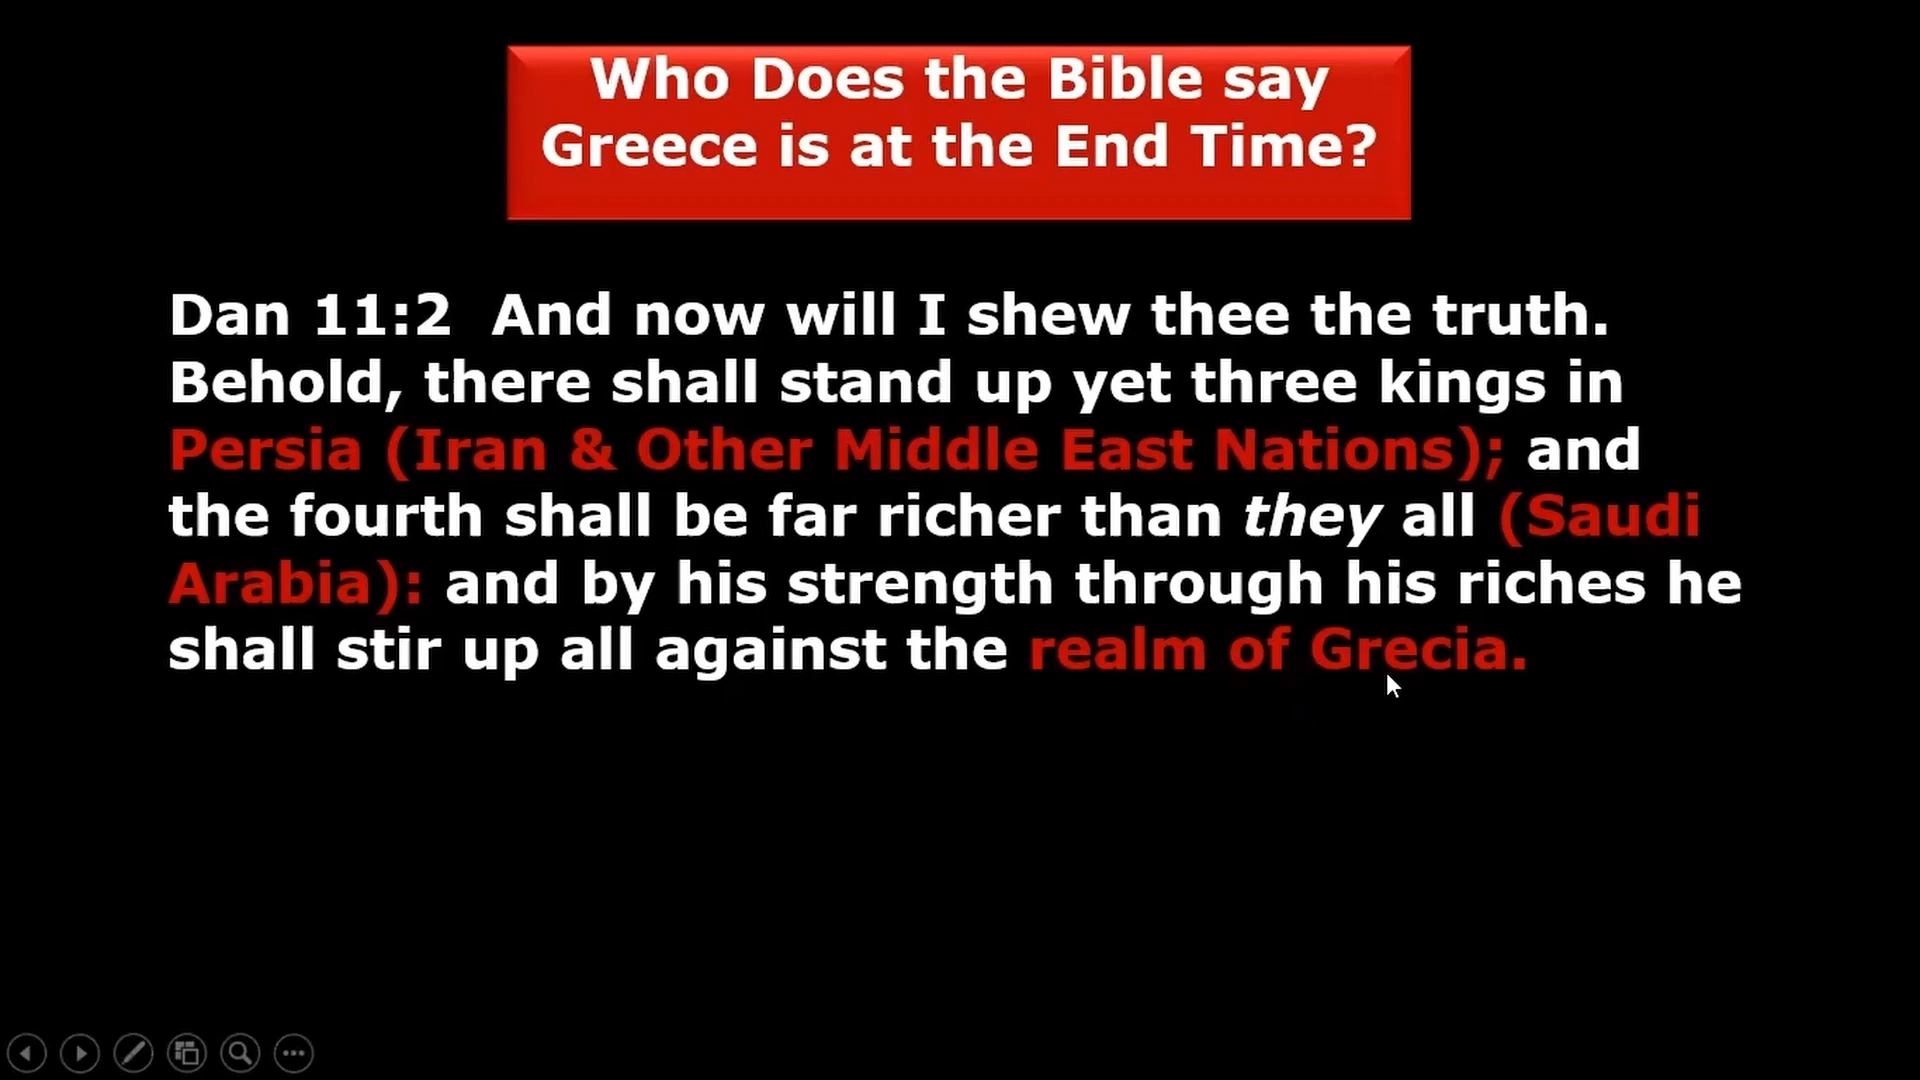 Who Does the Bible say
Greece is at the End Time?
Dan 11:2  And now will I shew thee the truth.
Behold, there shall stand up yet three kings in
Persia (Iran & Other Middle East Nations); and
the fourth shall be far richer than they all (Saudi
Arabia): and by his strength through his riches he
shall stir up all against the realm of Grecia.